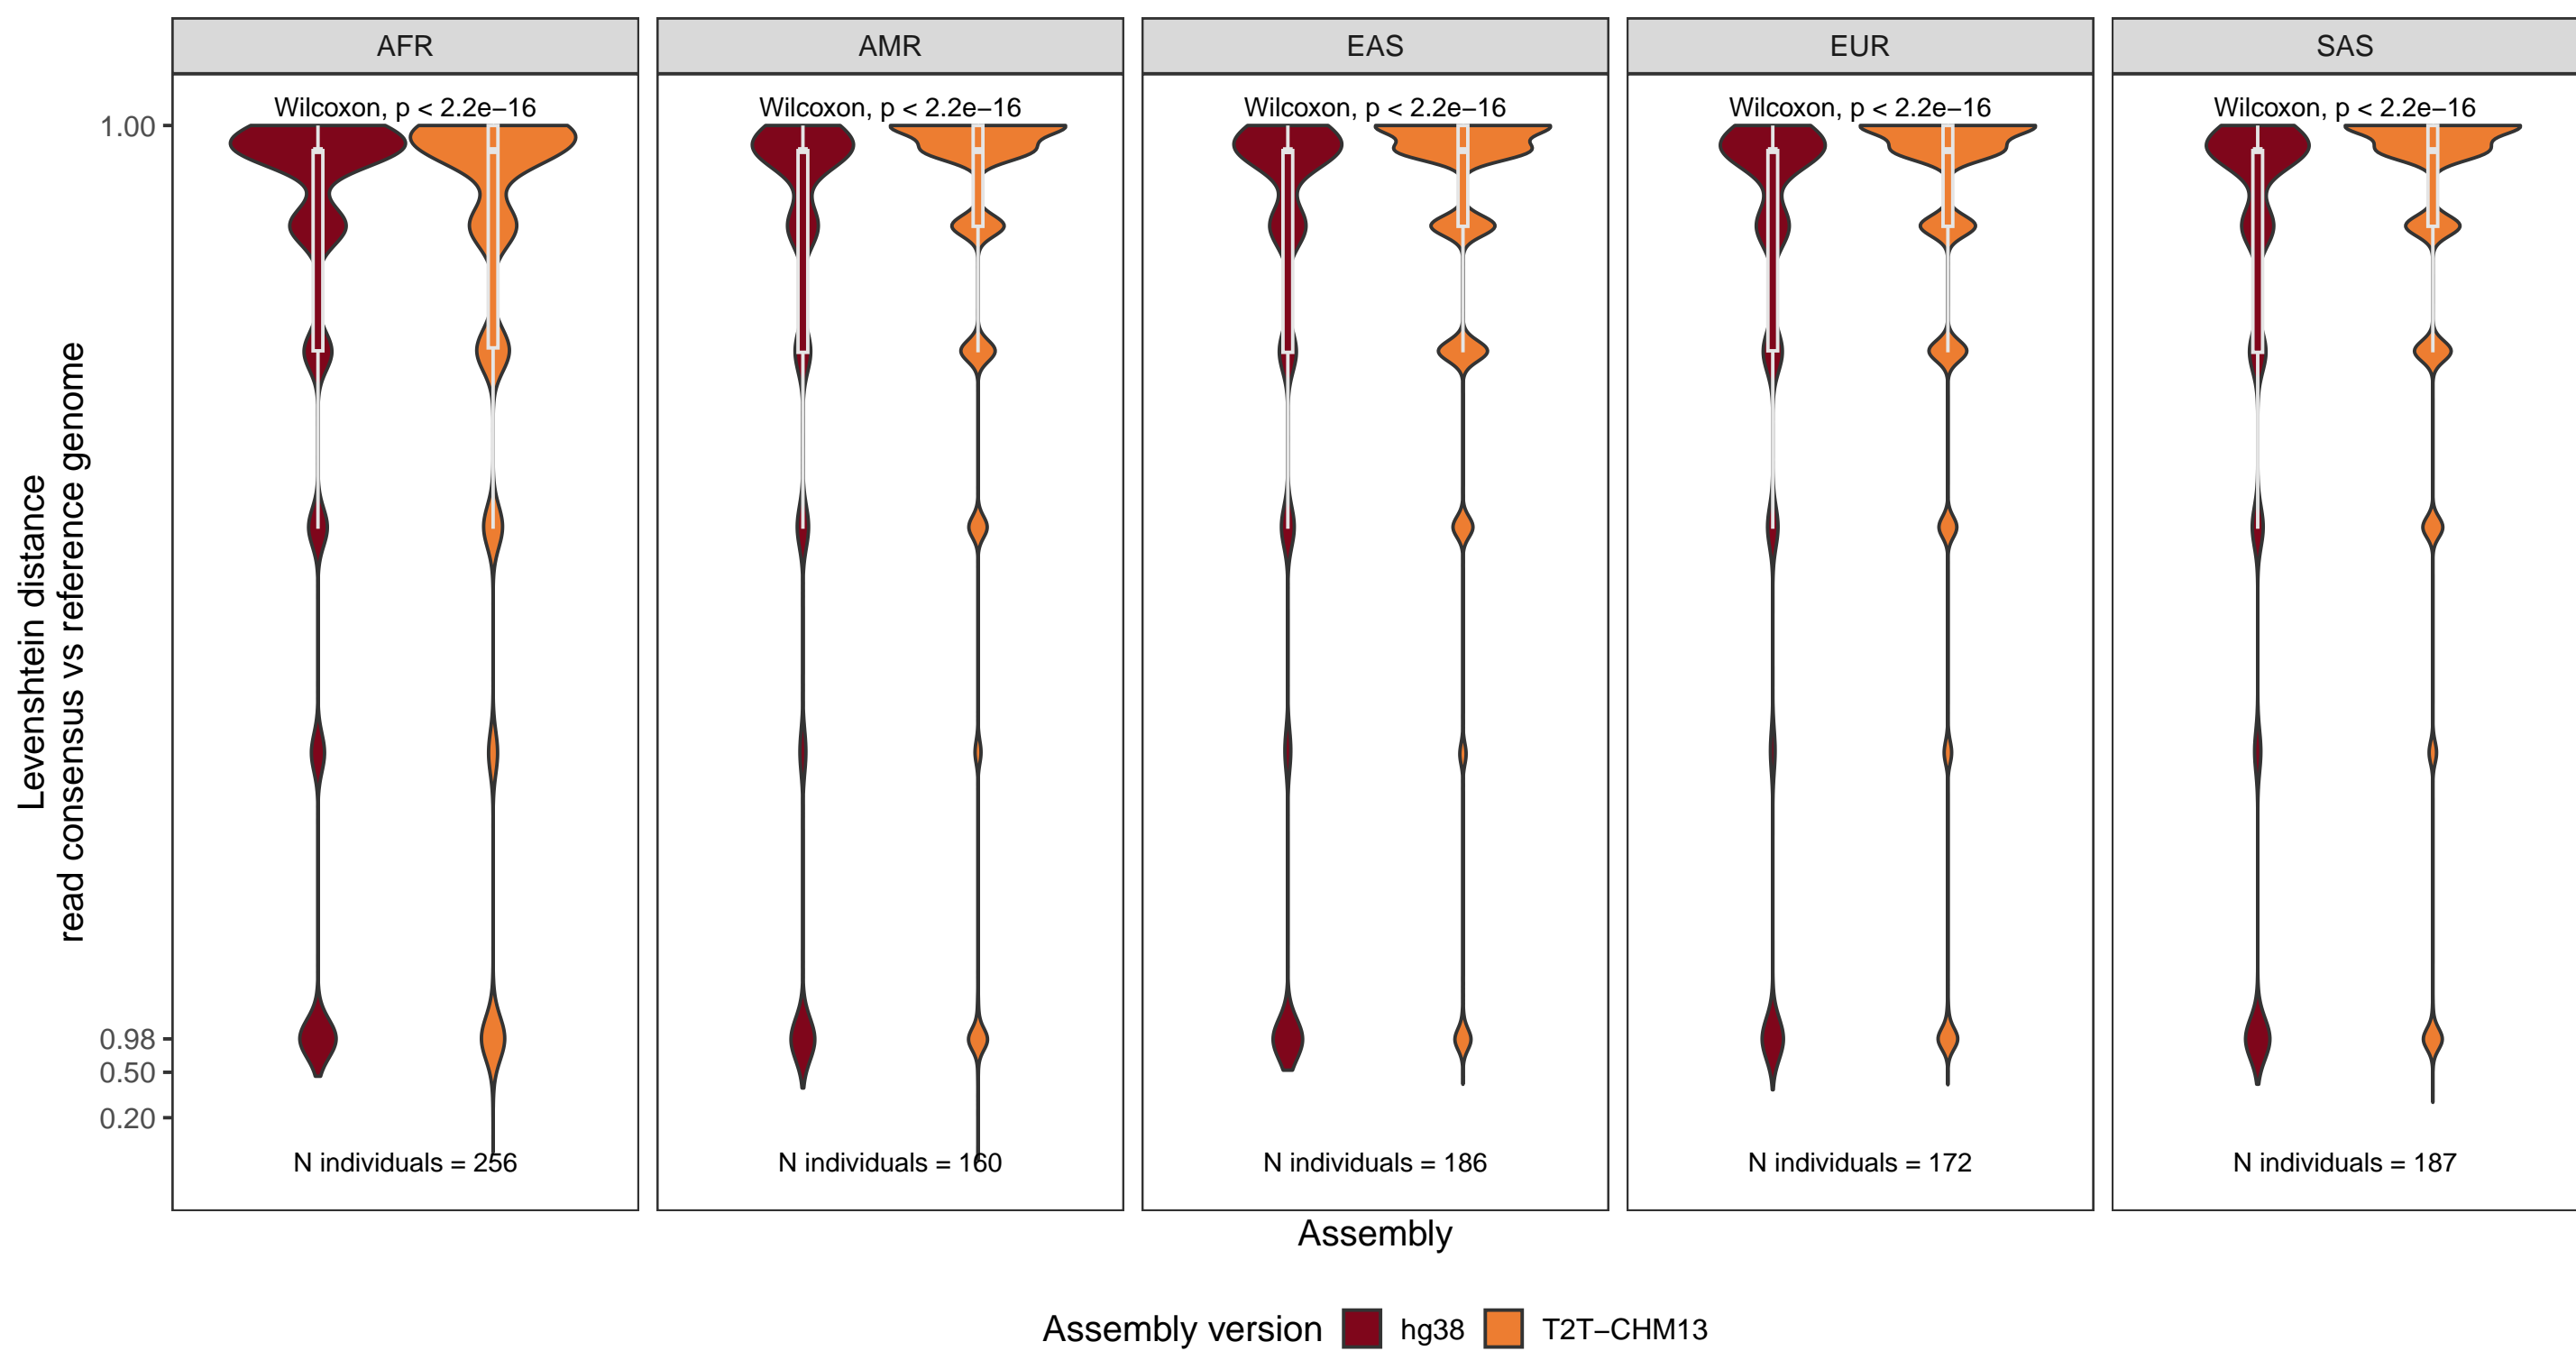 AFR
AMR
EAS
EUR
SAS
Wilcoxon, p < 2.2e−16
Wilcoxon, p < 2.2e−16
Wilcoxon, p < 2.2e−16
Wilcoxon, p < 2.2e−16
Wilcoxon, p < 2.2e−16
1.00
0.98
0.50
0.20
Levenshtein distance
read consensus vs reference genome
N individuals = 256
N individuals = 160
N individuals = 186
N individuals = 172
N individuals = 187
Assembly
Assembly version
hg38
T2T−CHM13